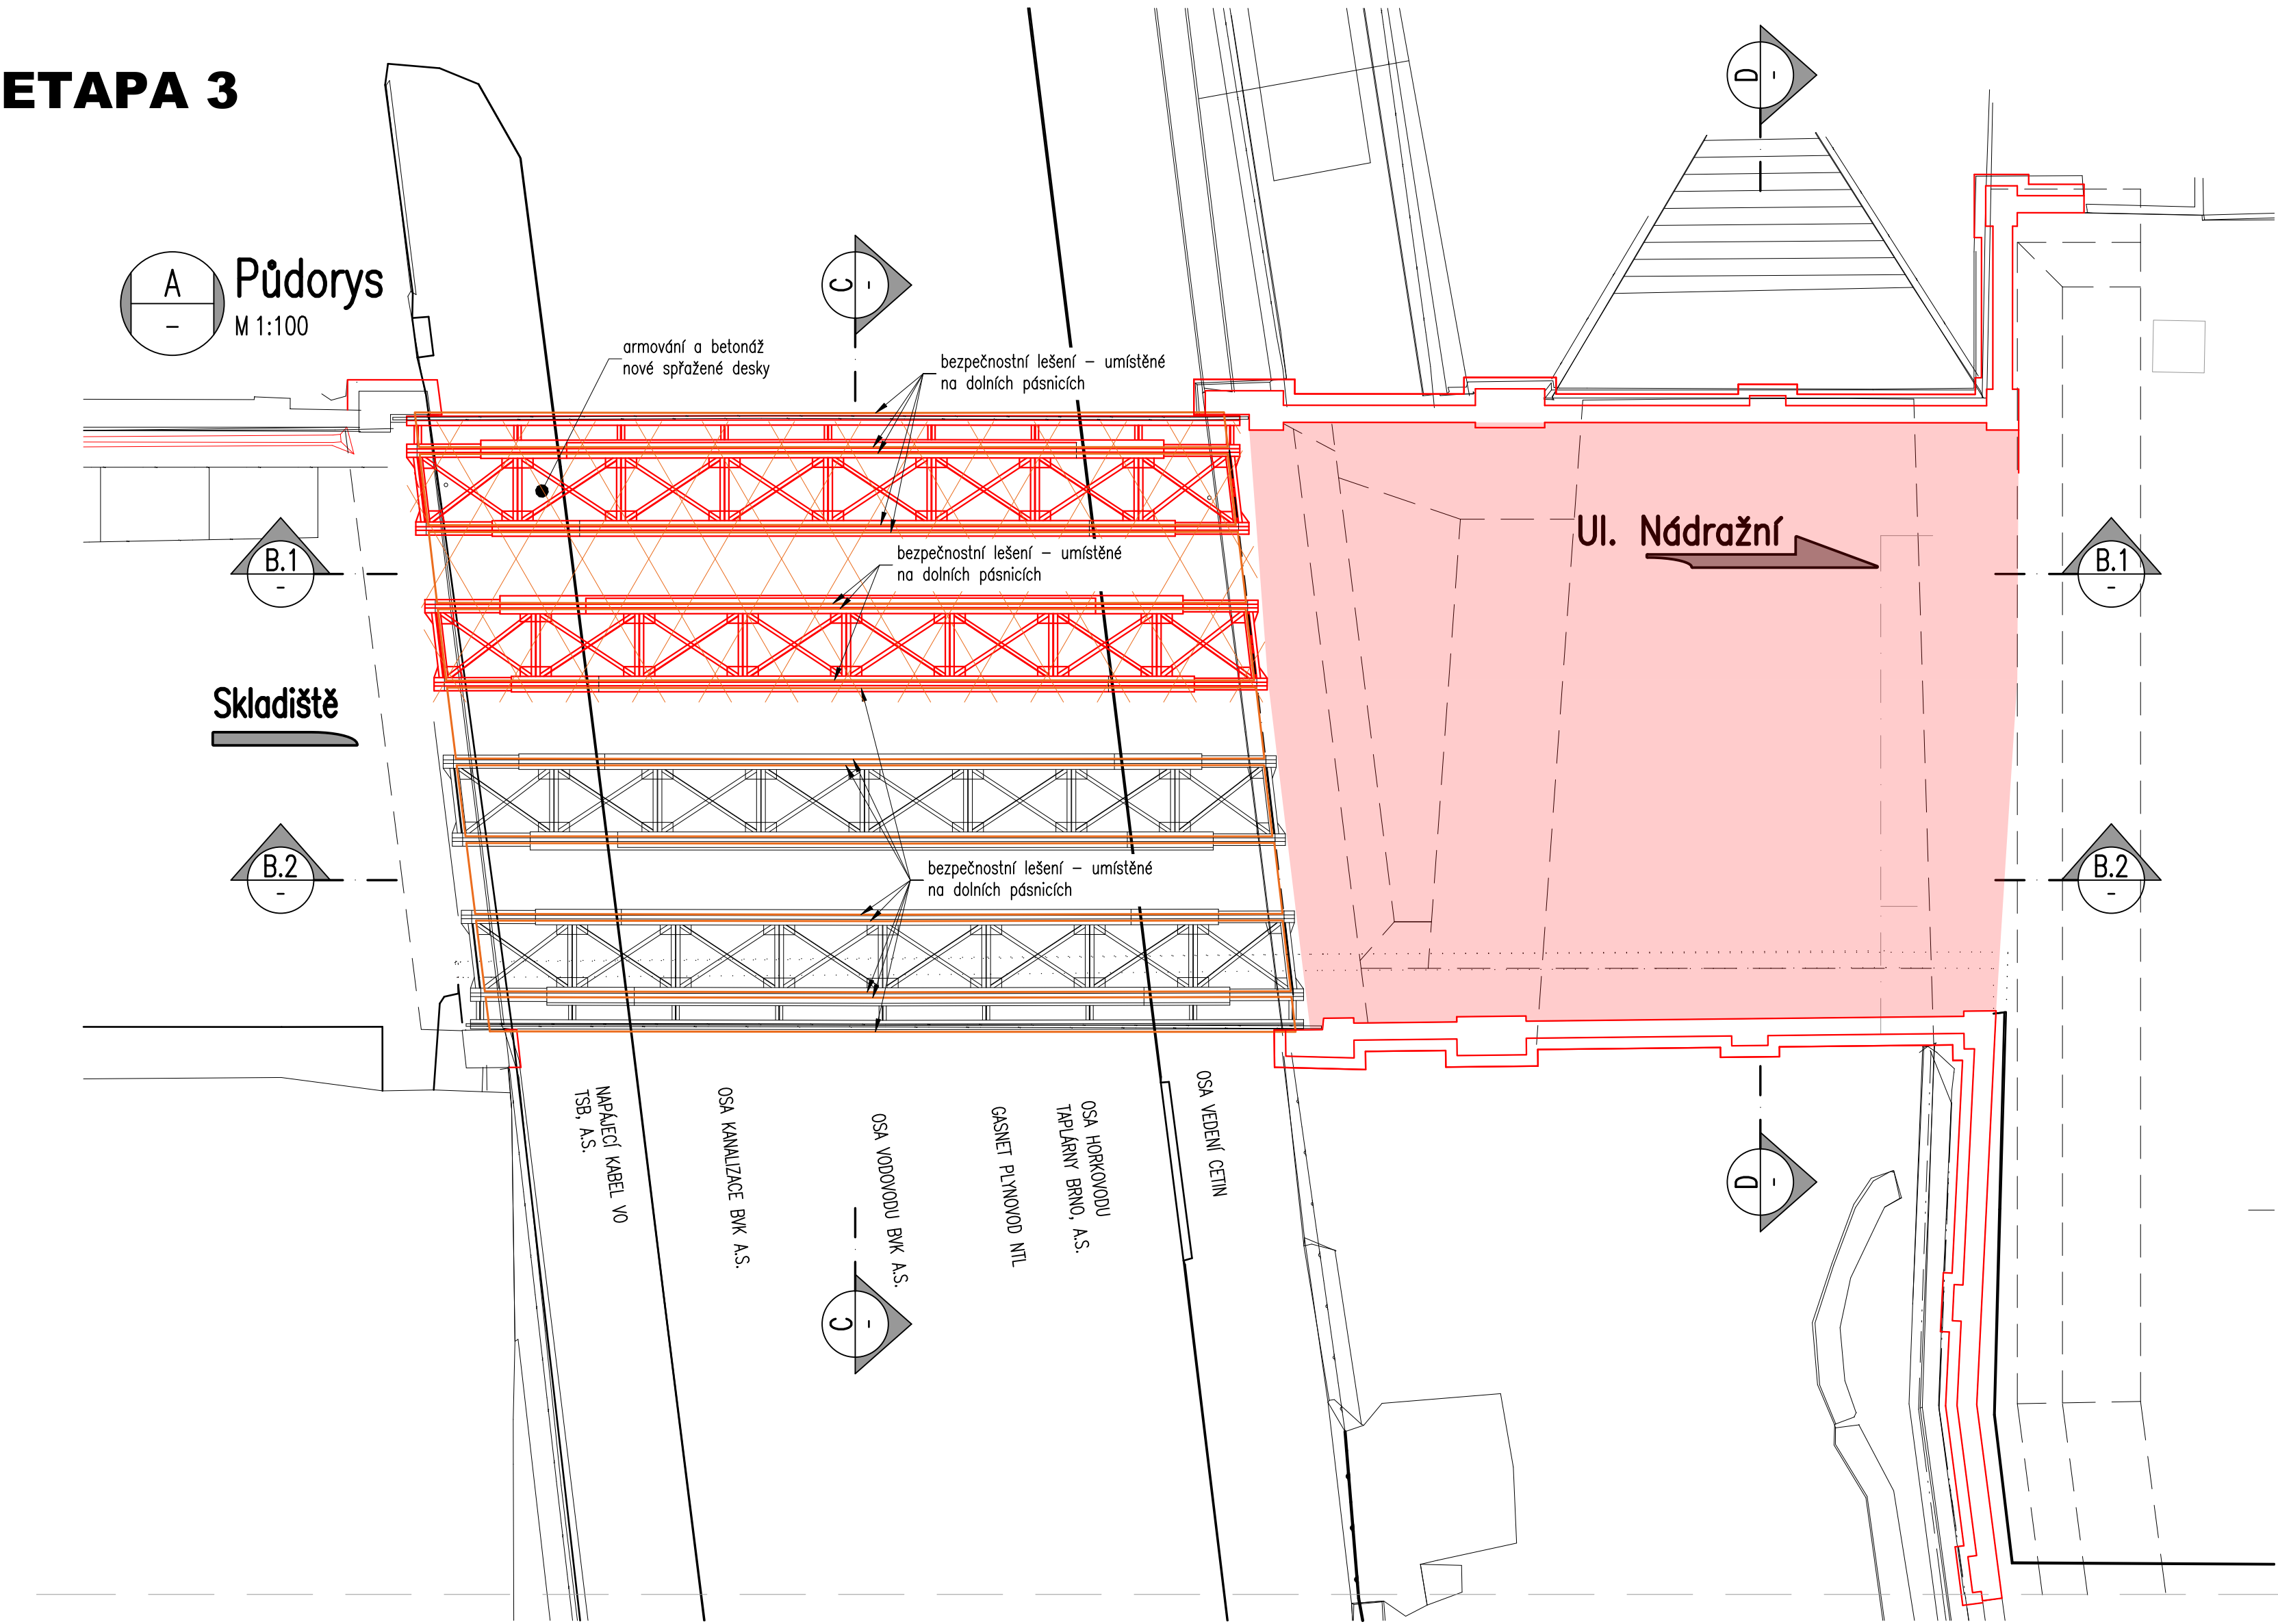 ETAPA 3
A
-
Půdorys
M 1:100
D
-
C
-
armování a betonáž
nové spřažené desky
bezpečnostní lešení – umístěné
na dolních pásnicích
bezpečnostní lešení – umístěné
na dolních pásnicích
Ul. Nádražní
B.1
-
B.1
-
Skladiště
B.2
-
B.2
-
bezpečnostní lešení – umístěné
na dolních pásnicích
NAPÁJECÍ KABEL VO
TSB, A.S.
OSA KANALIZACE BVK A.S.
OSA VODOVODU BVK A.S.
GASNET PLYNOVOD NTL
OSA HORKOVODU
TAPLÁRNY BRNO, A.S.
OSA VEDENÍ CETIN
D
-
C
-